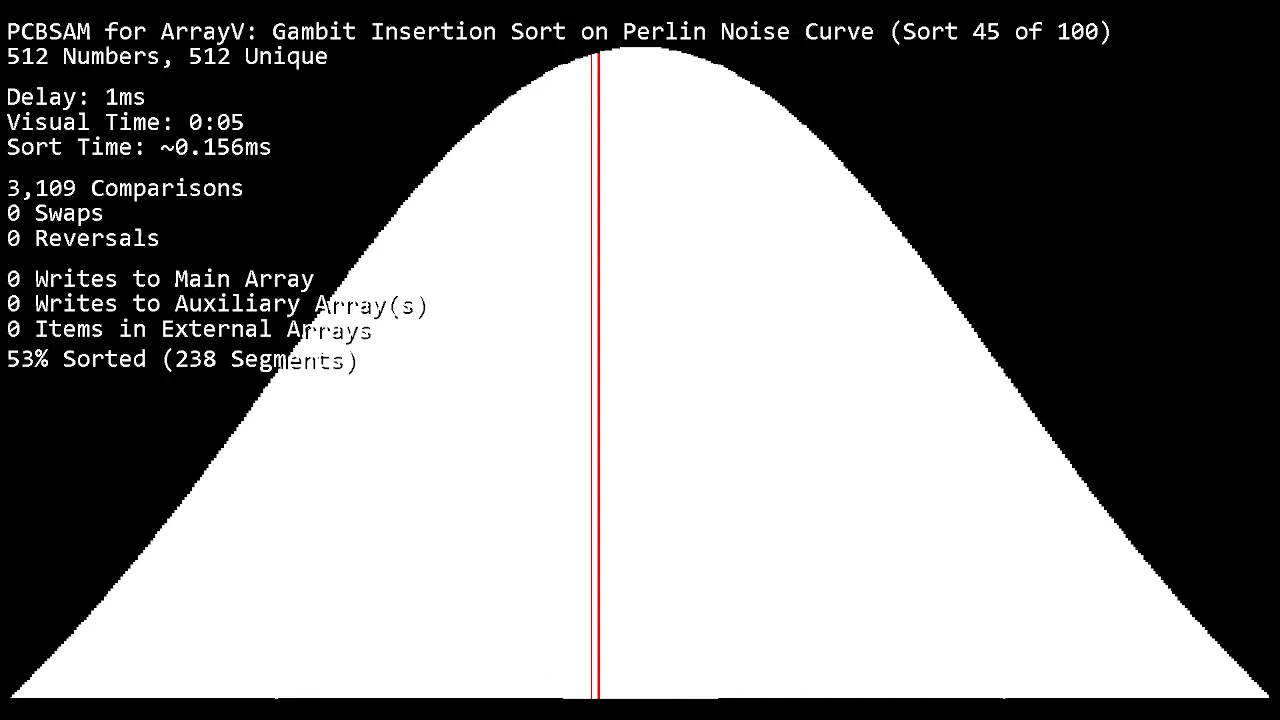 PCBSAM for ArrayV: Gambit Insertion Sort on Perlin Noise Curve (Sort 45 of 100)
512 Numbers, 512 Unique
Delay: 1ms
Visual Time: 0:05
Sort Time: ~0.156ms
3,109 Comparisons
0 Swaps
0 Reversals
0 Writes to Main Array
0 Writes to Auxiliary Array(s)
0 Items in External Arrays
53% Sorted (238 Segments)